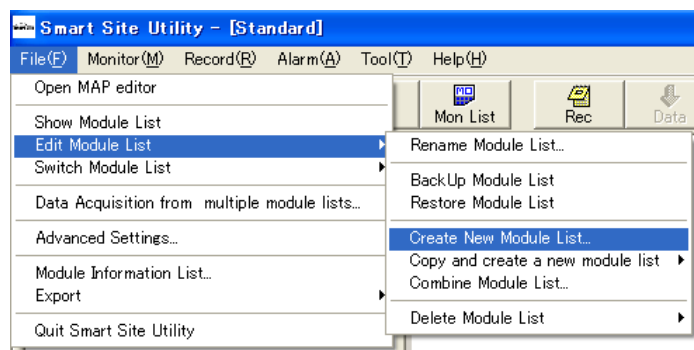 Smart Site Utility - [Standard]
File(F) Monitor(M) Record(R) Alarm(A) Tool(T) Help(H)
Open MAP editor
Show Module List
Edit Module List
Switch Module List
Data Acquisition from multiple module lists...
Advanced Settings...
Module Information List...
Export
Quit Smart Site Utility
Mon List
Rec
Data
Rename Module List...
BackUp Module List
Restore Module List
Create New Module List...
Copy and create a new module list
Combine Module List...
Delete Module List